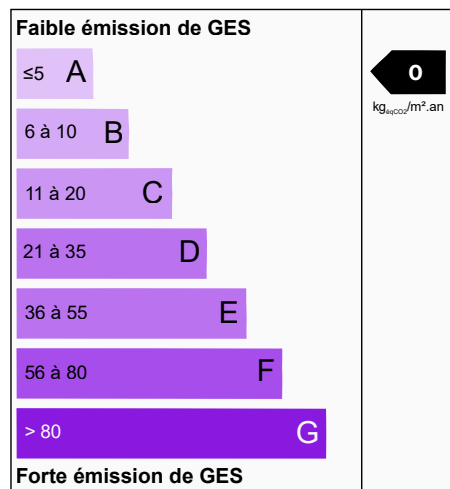 Faible émission de GES
≤5 A
0
kgéqCO2/m².an
6 à 10 B
11 à 20 C
21 à 35 D
36 à 55 E
56 à 80 F
> 80 G
Forte émission de GES